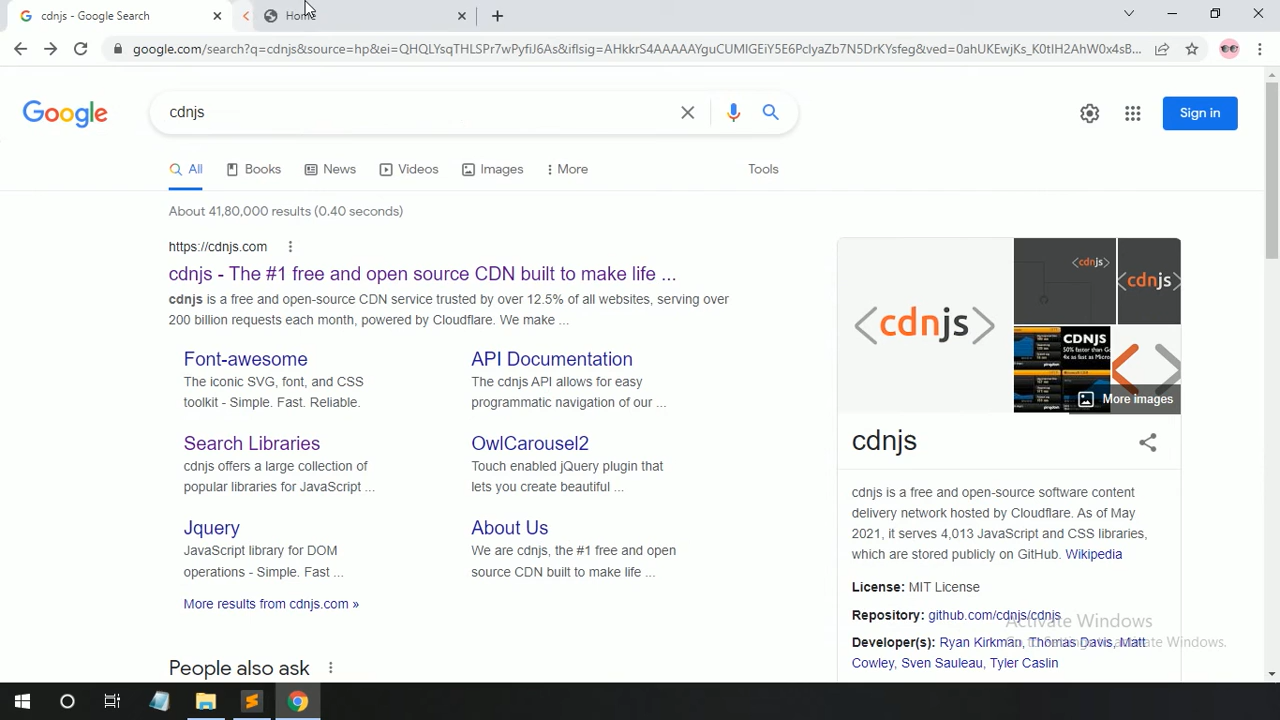 cdnjs - Google Search
Home
google.com/search?q=cdnjs&source=hp&ei=QHQLYsqTHLSPr7wPyfiJ6As&iflsig=AHkkrS4AAAAAYguCUMIGEiY5E6PclyaZb7N5DrKYsfeg&ved=0ahUKEwjKs_K0tIH2AhW0x4sB...
Google
cdnjs
Sign in
All
Books
News
Videos
Images
More
Tools
About 41,80,000 results (0.40 seconds)
https://cdnjs.com
cdnjs - The #1 free and open source CDN built to make life ...
cdnjs is a free and open-source CDN service trusted by over 12.5% of all websites, serving over
200 billion requests each month, powered by Cloudflare. We make ...
Font-awesome
The iconic SVG, font, and CSS
toolkit - Simple. Fast. Reliable.
API Documentation
The cdnjs API allows for easy
programmatic navigation of our ...
Search Libraries
cdnjs offers a large collection of
popular libraries for JavaScript ...
OwlCarousel2
Touch enabled jQuery plugin that
lets you create beautiful ...
Jquery
JavaScript library for DOM
operations - Simple. Fast ...
About Us
We are cdnjs, the #1 free and open
source CDN built to make life ...
More results from cdnjs.com »
People also ask
<cdnjs>
<cdnjs>
<cdnjs>
CDNJS
More images
cdnjs
cdnjs is a free and open-source software content
delivery network hosted by Cloudflare. As of May
2021, it serves 4,013 JavaScript and CSS libraries,
which are stored publicly on GitHub. Wikipedia
License: MIT License
Repository: github.com/cdnjs/cdnjs
Developer(s): Ryan Kirkman, Thomas Davis, Matt
Cowley, Sven Sauleau, Tyler Caslin
Activate Windows
Go to Settings to activate Windows.